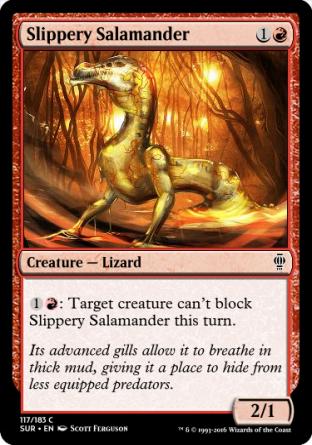 Slippery Salamander 1
Creature — Lizard
1 : Target creature can't block
Slippery Salamander this turn.
Its advanced gills allow it to breathe in
thick mud, giving it a place to hide from
less equipped predators.
2/1
117/183 C
SUR • EN Scott Ferguson
™ & © 1993-2016 Wizards of the Coast